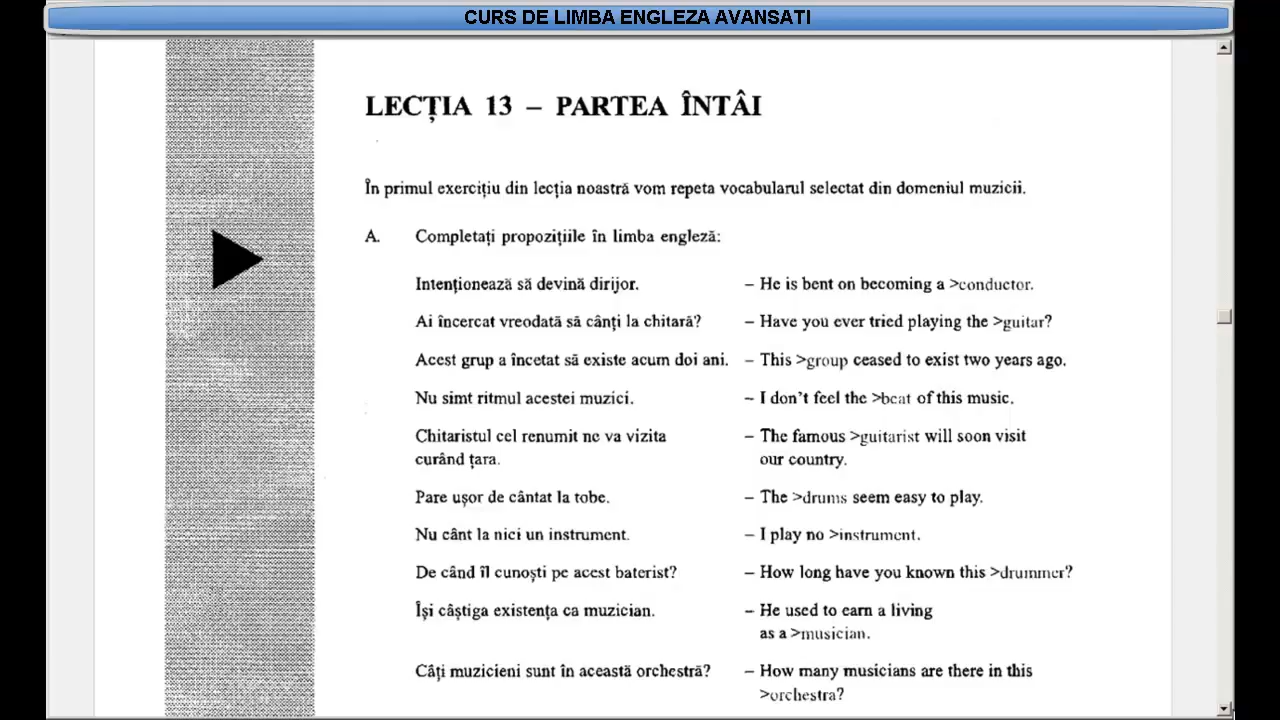 CURS DE LIMBA ENGLEZA AVANSATI
LECȚIA 13 – PARTEA ÎNTÂI
În primul exercițiu din lecția noastră vom repeta vocabularul selectat din domeniul muzicii.
A. Completați propozițiile în limba engleză:
Intenționează să devină dirijor. – He is bent on becoming a >conductor.
Ai încercat vreodată să cânți la chitară? – Have you ever tried playing the >guitar?
Acest grup a încetat să existe acum doi ani. – This >group ceased to exist two years ago.
Nu simt ritmul acestei muzici. – I don't feel the >beat of this music.
Chitaristul cel renumit ne va vizita – The famous >guitarist will soon visit
curând țara. our country.
Pare ușor de cântat la tobe. – The >drums seem easy to play.
Nu cânt la nici un instrument. – I play no >instrument.
De când îl cunoști pe acest baterist? – How long have you known this >drummer?
Își câștiga existența ca muzician. – He used to earn a living
as a >musician.
Câți muzicieni sunt în această orchestră? – How many musicians are there in this
>orchestra?